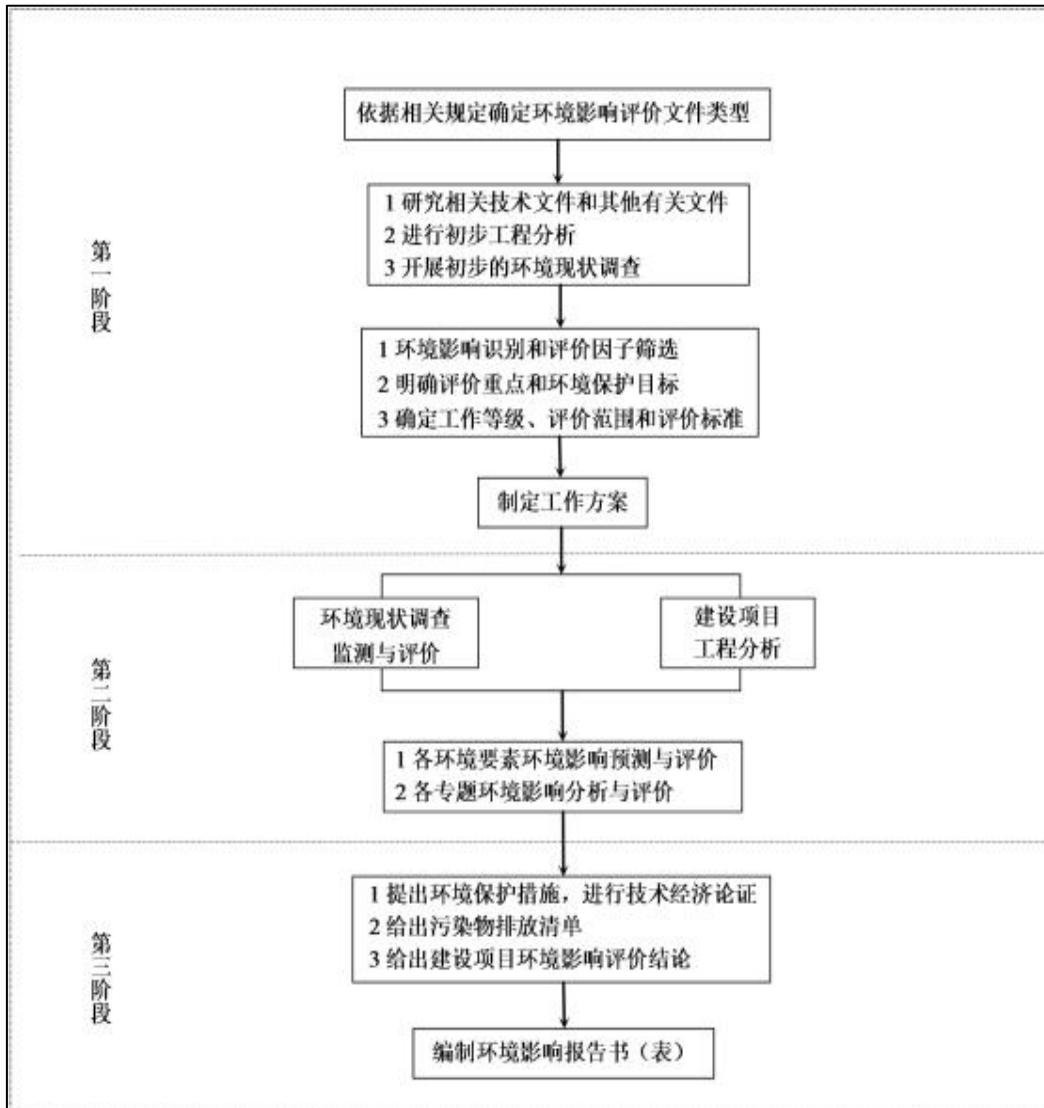 依据相关规定确定环境影响评价文件类型
1 研究相关技术文件和其他有关文件
2 进行初步工程分析
3 开展初步的环境现状调查
第一阶段
1 环境影响识别和评价因子筛选
2 明确评价重点和环境保护目标
3 确定工作等级、评价范围和评价标准
制定工作方案
第二阶段
环境现状调查
监测与评价
建设项目
工程分析
1 各环境要素环境影响预测与评价
2 各专题环境影响分析与评价
第三阶段
1 提出环境保护措施，进行技术经济论证
2 给出污染物排放清单
3 给出建设项目环境影响评价结论
编制环境影响报告书（表）